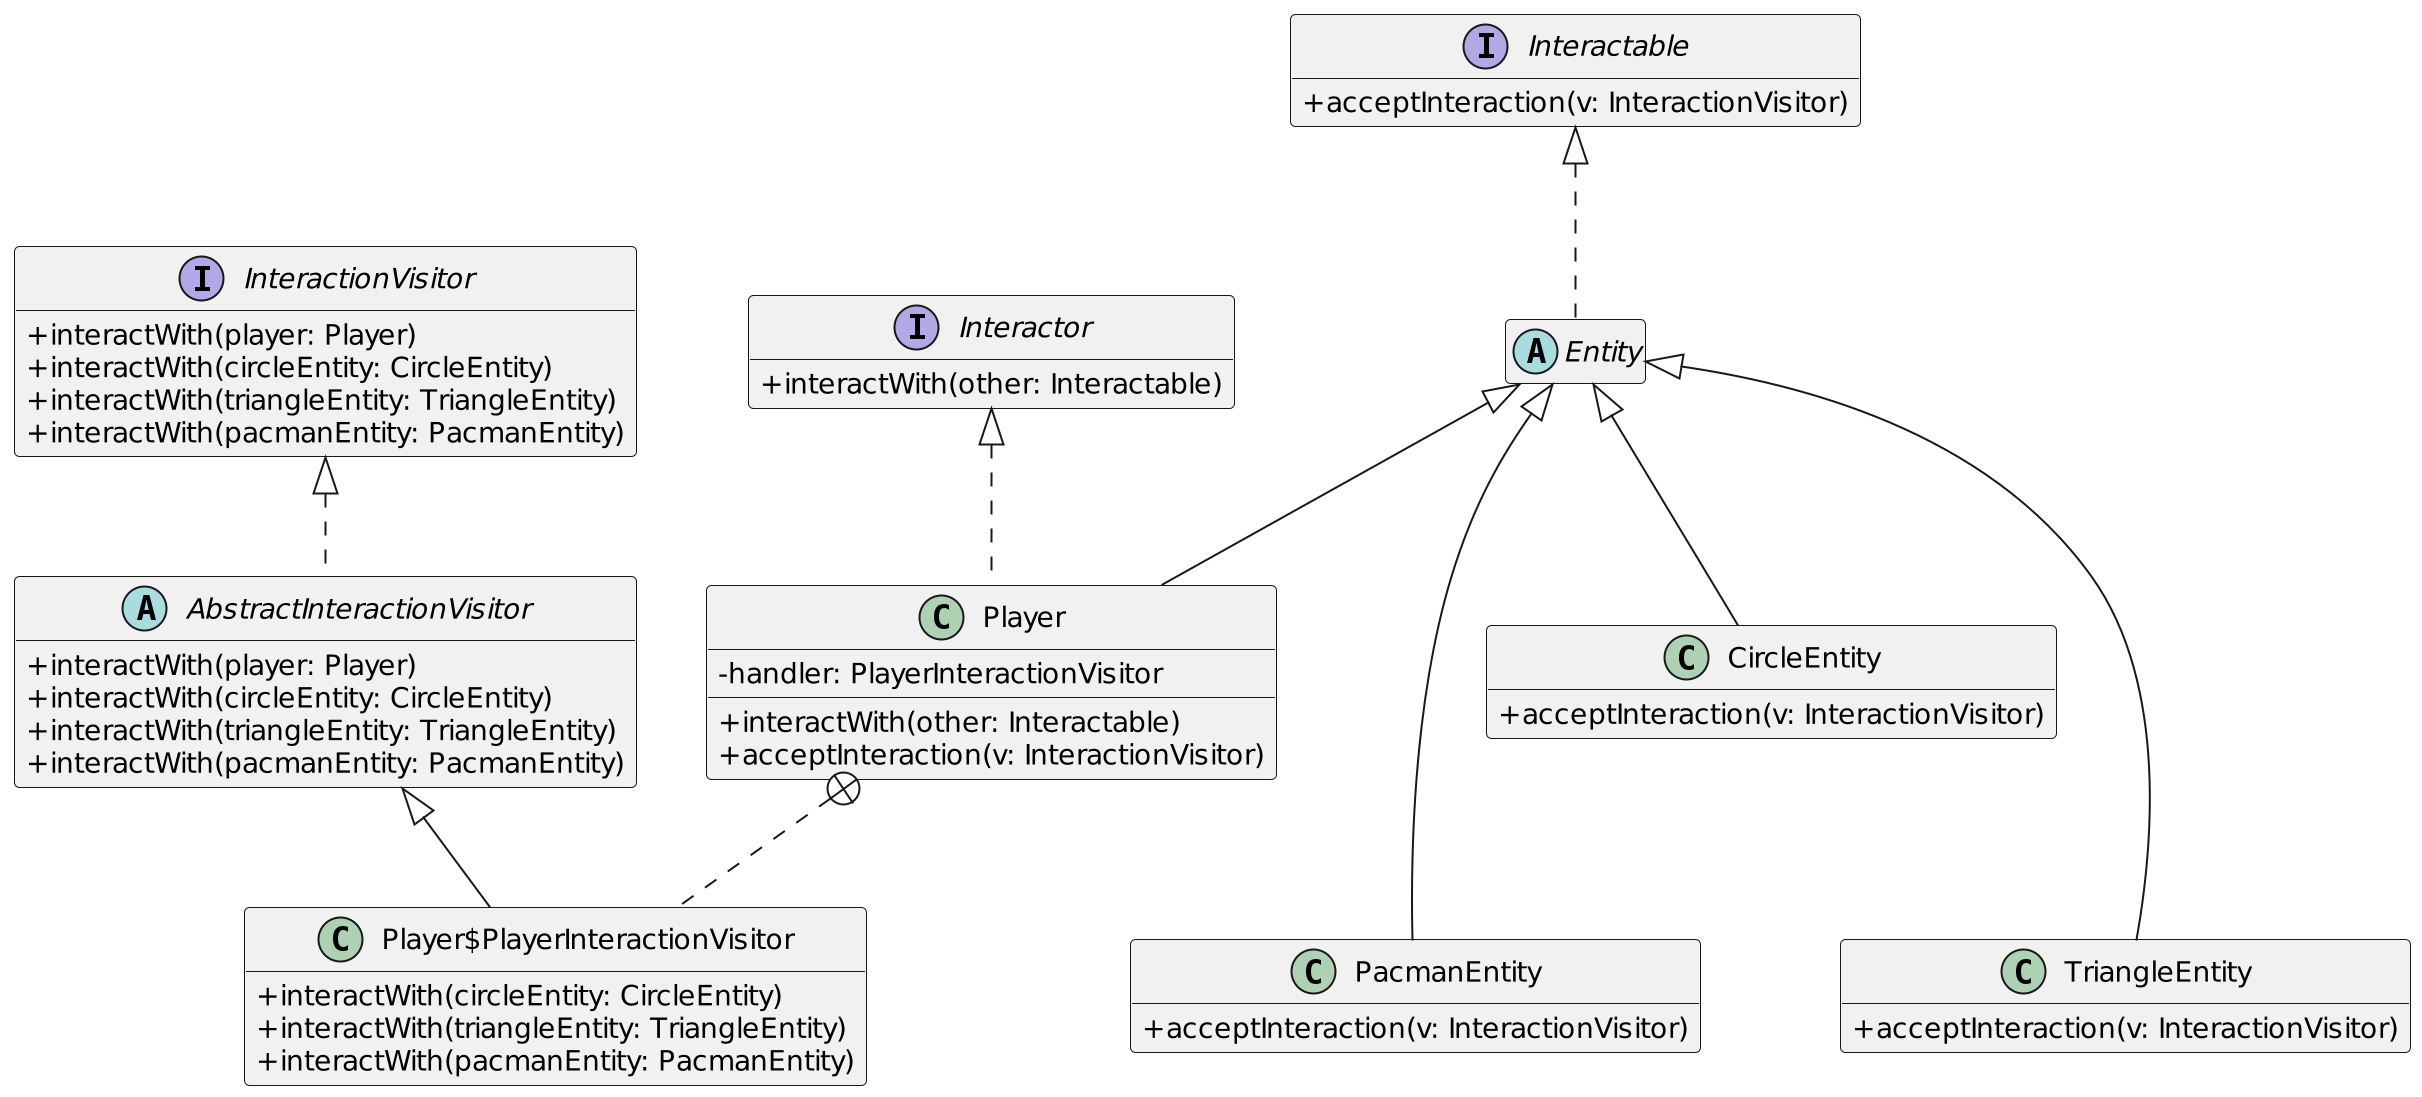 I Interactable
+acceptInteraction(v: InteractionVisitor)
I InteractionVisitor
+interactWith(player: Player)
+interactWith(circleEntity: CircleEntity)
+interactWith(triangleEntity: TriangleEntity)
+interactWith(pacmanEntity: PacmanEntity)
I Interactor
+interactWith(other: Interactable)
A Entity
A AbstractInteractionVisitor
+interactWith(player: Player)
+interactWith(circleEntity: CircleEntity)
+interactWith(triangleEntity: TriangleEntity)
+interactWith(pacmanEntity: PacmanEntity)
C Player
-handler: PlayerInteractionVisitor
+interactWith(other: Interactable)
+acceptInteraction(v: InteractionVisitor)
C CircleEntity
+acceptInteraction(v: InteractionVisitor)
C Player$PlayerInteractionVisitor
+interactWith(circleEntity: CircleEntity)
+interactWith(triangleEntity: TriangleEntity)
+interactWith(pacmanEntity: PacmanEntity)
C PacmanEntity
+acceptInteraction(v: InteractionVisitor)
C TriangleEntity
+acceptInteraction(v: InteractionVisitor)